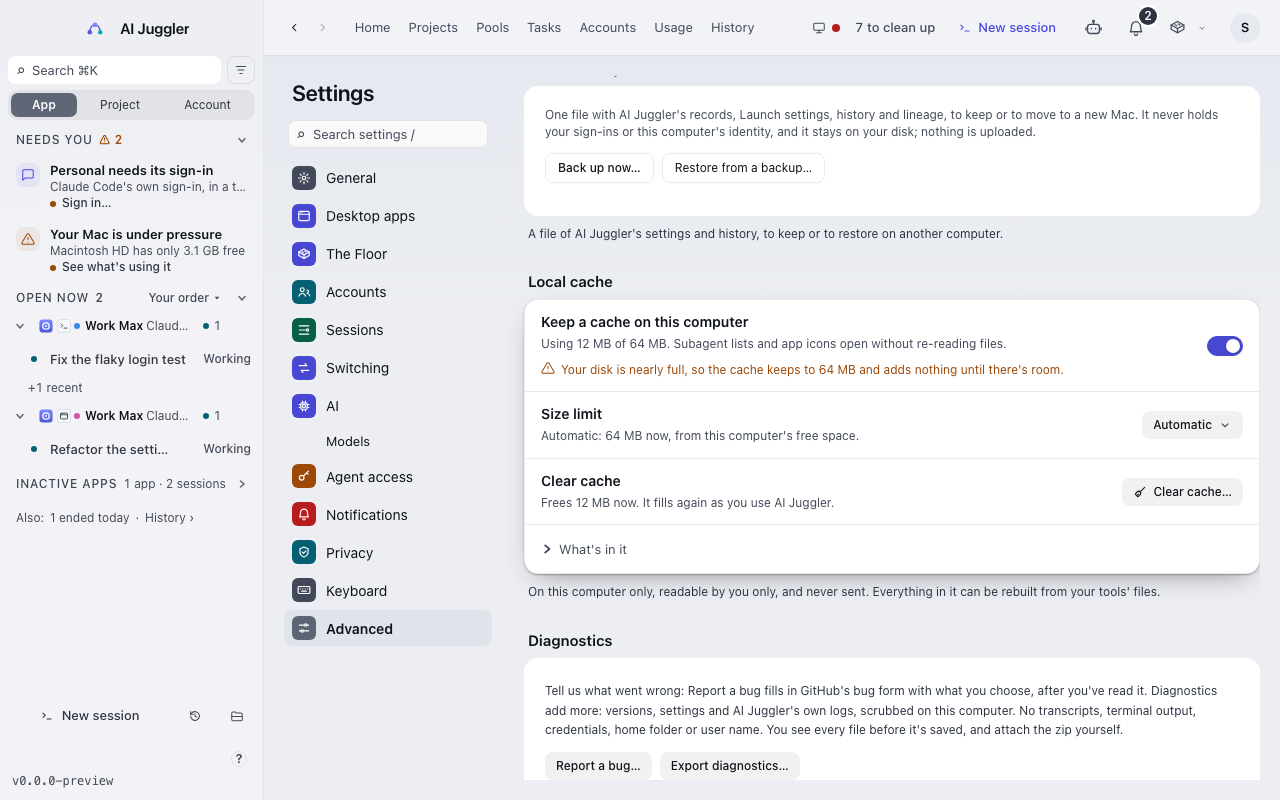 AI Juggler
Search ⌘K
App Project Account
NEEDS YOU 2
Personal needs its sign-in
Claude Code's own sign-in, in a t...
Sign in...
Your Mac is under pressure
Macintosh HD has only 3.1 GB free
See what's using it
OPEN NOW 2 Your order
Work Max Claud... 1
Fix the flaky login test Working
+1 recent
Work Max Claud... 1
Refactor the setti... Working
INACTIVE APPS 1 app · 2 sessions
Also: 1 ended today · History ›
New session
?
v0.0.0-preview
Home Projects Pools Tasks Accounts Usage History
7 to clean up
New session
2
S
Settings
Search settings /
General
Desktop apps
The Floor
Accounts
Sessions
Switching
AI
Models
Agent access
Notifications
Privacy
Keyboard
Advanced
One file with AI Juggler's records, Launch settings, history and lineage, to keep or to move to a new Mac. It never holds
your sign-ins or this computer's identity, and it stays on your disk; nothing is uploaded.
Back up now... Restore from a backup...
A file of AI Juggler's settings and history, to keep or to restore on another computer.
Local cache
Keep a cache on this computer
Using 12 MB of 64 MB. Subagent lists and app icons open without re-reading files.
Your disk is nearly full, so the cache keeps to 64 MB and adds nothing until there's room.
Size limit
Automatic: 64 MB now, from this computer's free space.
Automatic
Clear cache
Frees 12 MB now. It fills again as you use AI Juggler.
Clear cache...
What's in it
On this computer only, readable by you only, and never sent. Everything in it can be rebuilt from your tools' files.
Diagnostics
Tell us what went wrong: Report a bug fills in GitHub's bug form with what you choose, after you've read it. Diagnostics
add more: versions, settings and AI Juggler's own logs, scrubbed on this computer. No transcripts, terminal output,
credentials, home folder or user name. You see every file before it's saved, and attach the zip yourself.
Report a bug... Export diagnostics...